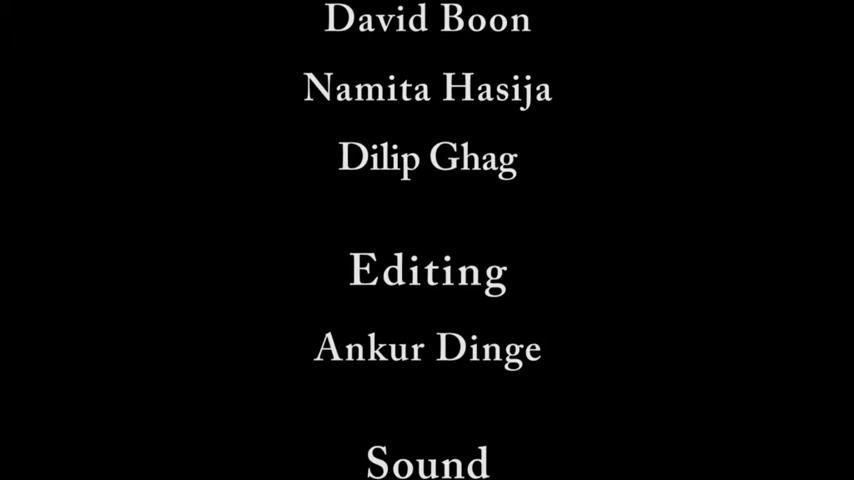 David Boon
Namita Hasija
Dilip Ghag
Editing
Ankur Dinge
Sound